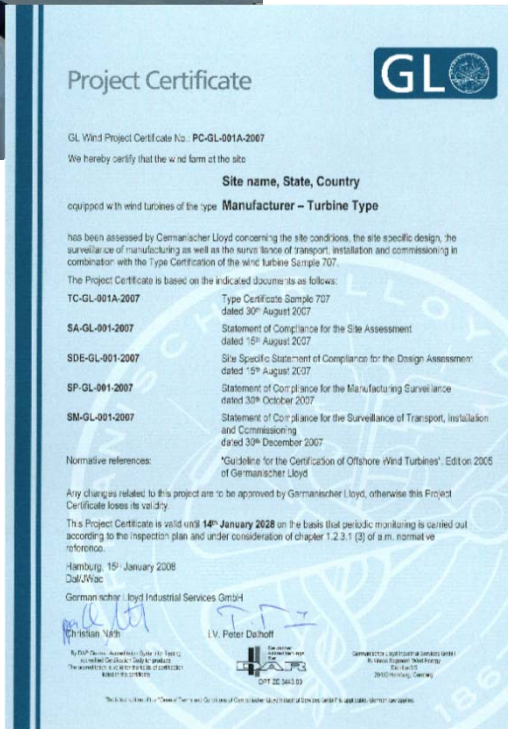 Project Certificate
GL
GL Wind Project Certificate No.: PC-GL-001A-2007
We hereby certify that the wind farm at the site
Site name, State, Country
equipped with wind turbines of the type Manufacturer – Turbine Type
has been assessed by Germanischer Lloyd concerning the site conditions, the site specific design, the
surveillance of manufacturing as well as the surveillance of transport, installation and commissioning in
combination with the Type Certification of the wind turbine Sample 707.
The Project Certificate is based on the indicated documents as follows:
TC-GL-001A-2007 Type Certificate Sample 707
dated 30th August 2007
SA-GL-001-2007 Statement of Compliance for the Site Assessment
dated 15th August 2007
SDE-GL-001-2007 Site Specific Statement of Compliance for the Design Assessment
dated 15th August 2007
SP-GL-001-2007 Statement of Compliance for the Manufacturing Surveillance
dated 30th October 2007
SM-GL-001-2007 Statement of Compliance for the Surveillance of Transport, Installation
and Commissioning
dated 30th December 2007
Normative references: "Guideline for the Certification of Offshore Wind Turbines", Edition 2005
of Germanischer Lloyd
Any changes related to this project are to be approved by Germanischer Lloyd, otherwise this Project
Certificate loses its validity.
This Project Certificate is valid until 14th January 2028 on the basis that periodic monitoring is carried out
according to the inspection plan and under consideration of chapter 1.2.3.1 (3) of a.m. normative
reference.
Hamburg, 15th January 2008
Dal/JWac
Germanischer Lloyd Industrial Services GmbH
Christian Nath
i.V. Peter Dalhoff
DAR